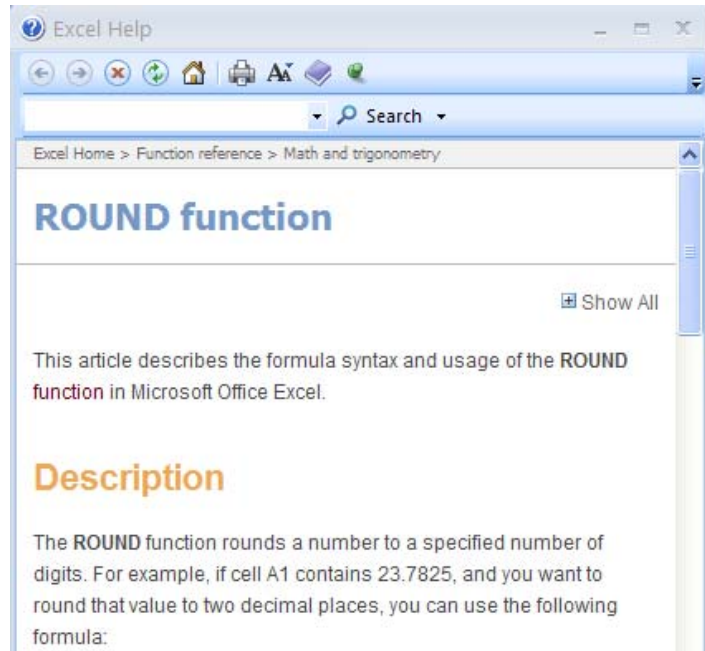 Excel Help
Search
Excel Home > Function reference > Math and trigonometry
ROUND function
Show All
This article describes the formula syntax and usage of the ROUND
function in Microsoft Office Excel.
Description
The ROUND function rounds a number to a specified number of
digits. For example, if cell A1 contains 23.7825, and you want to
round that value to two decimal places, you can use the following
formula: